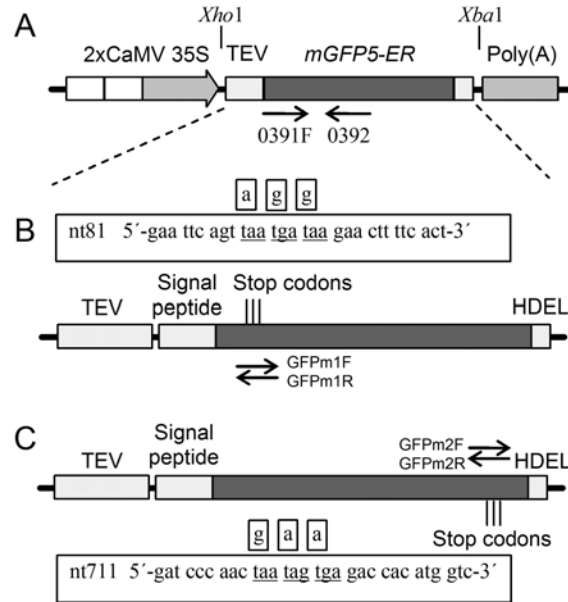 A
Xho1
Xba1
2xCaMV 35S
TEV
mGFP5-ER
Poly(A)
0391F
0392
a g g
B
nt81 5´-gaa ttc agt taa tga taa gaa ctt ttc act-3´
TEV
Signal peptide
Stop codons
HDEL
GFPm1F
GFPm1R
C
TEV
Signal peptide
GFPm2F
GFPm2R
HDEL
Stop codons
g a a
nt711 5´-gat ccc aac taa tag tga gac cac atg gtc-3´